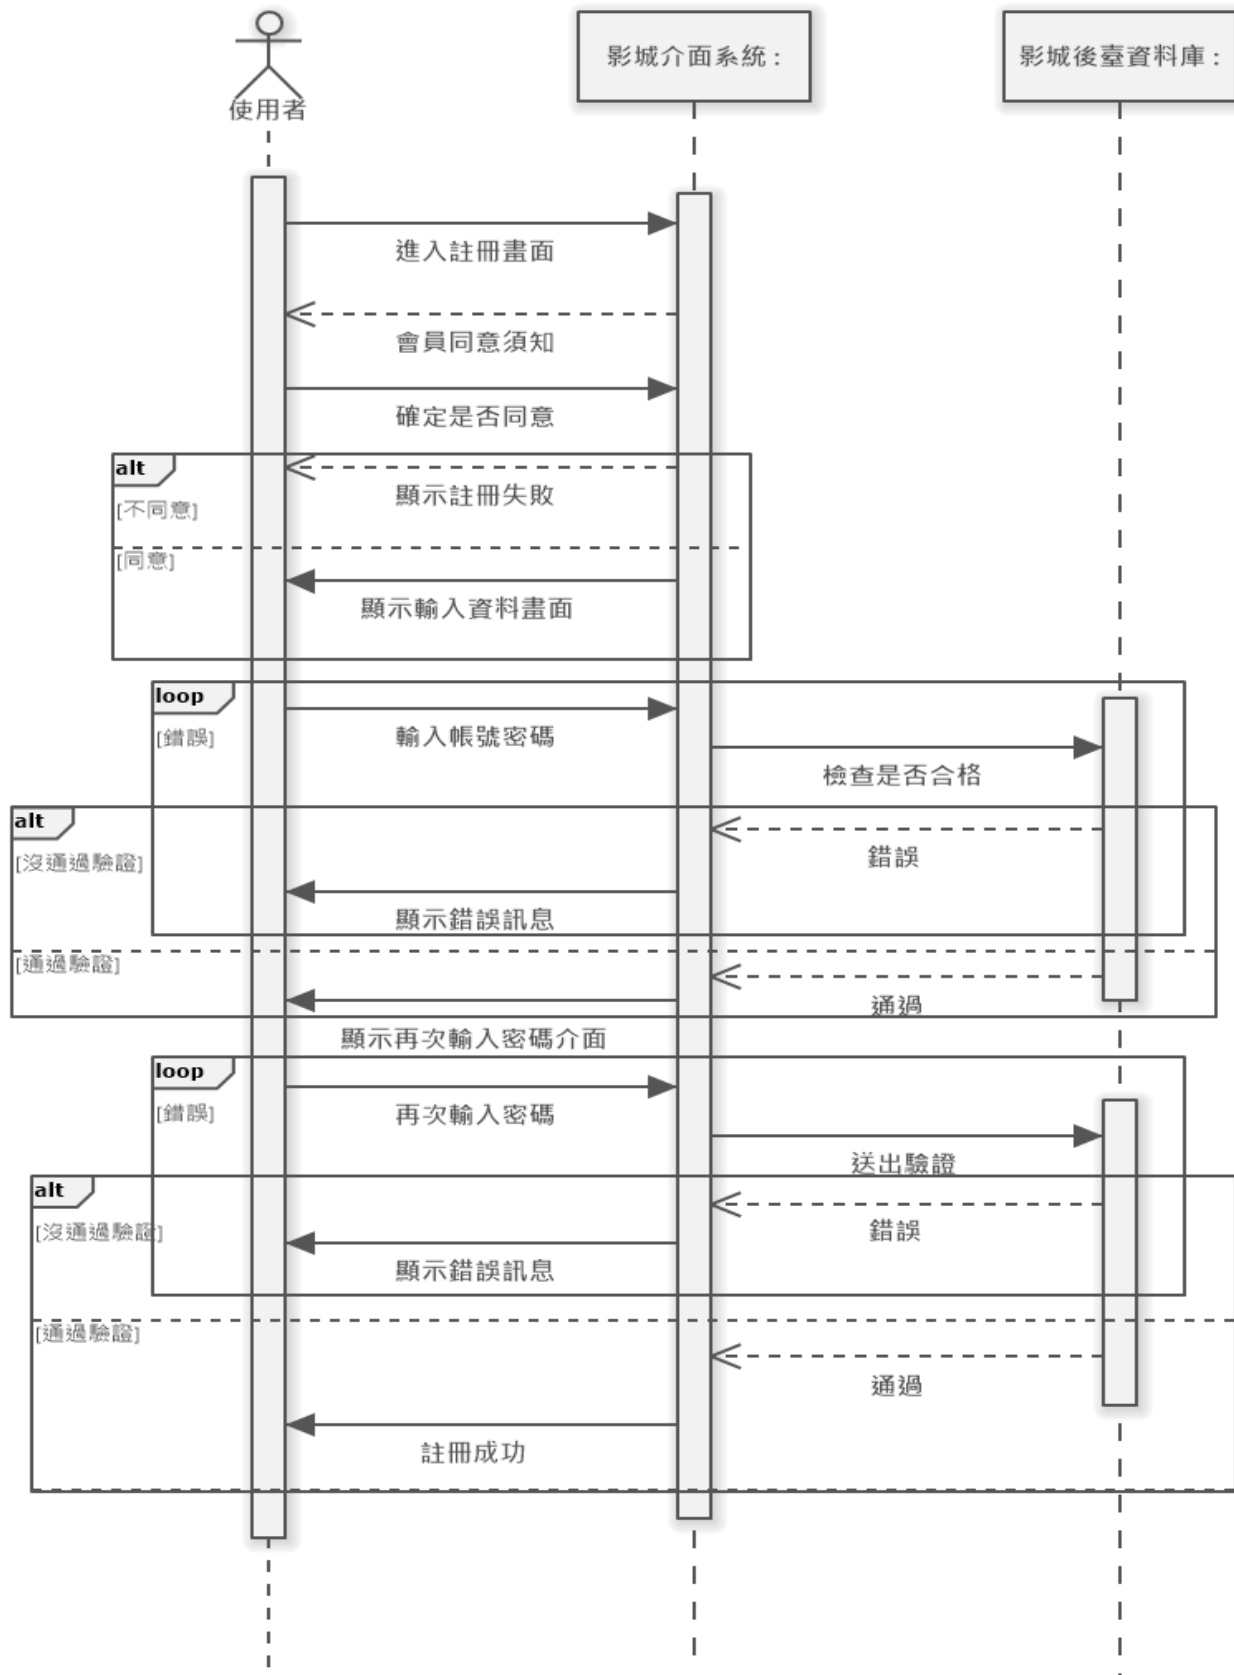 使用者
影城介面系統:
影城後臺資料庫:
進入註冊畫面
會員同意須知
確定是否同意
alt
顯示註冊失敗
[不同意]
[同意]
顯示輸入資料畫面
loop
[錯誤]
輸入帳號密碼
檢查是否合格
alt
錯誤
[沒通過驗證]
顯示錯誤訊息
[通過驗證]
通過
顯示再次輸入密碼介面
loop
[錯誤]
再次輸入密碼
送出驗證
alt
[沒通過驗證]
錯誤
顯示錯誤訊息
[通過驗證]
通過
註冊成功